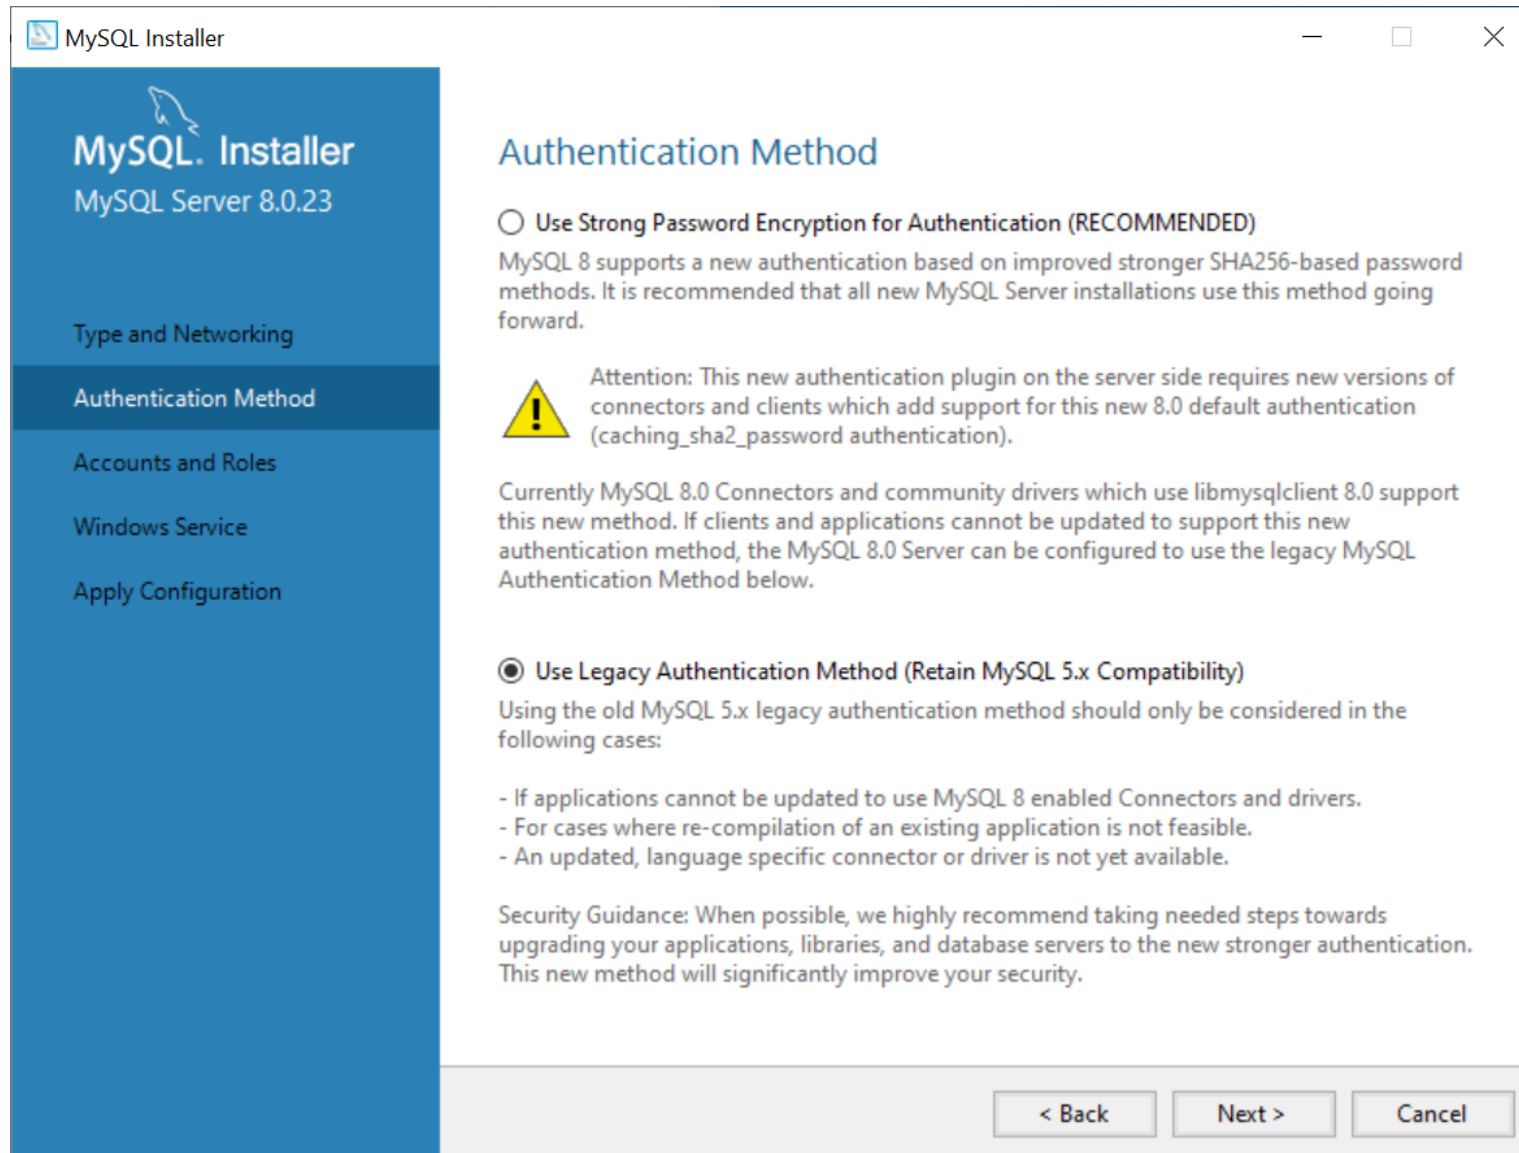 MySQL Installer
MySQL. Installer
MySQL Server 8.0.23
Type and Networking
Authentication Method
Accounts and Roles
Windows Service
Apply Configuration
Authentication Method
Use Strong Password Encryption for Authentication (RECOMMENDED)
MySQL 8 supports a new authentication based on improved stronger SHA256-based password
methods. It is recommended that all new MySQL Server installations use this method going
forward.
Attention: This new authentication plugin on the server side requires new versions of
connectors and clients which add support for this new 8.0 default authentication
(caching_sha2_password authentication).
Currently MySQL 8.0 Connectors and community drivers which use libmysqlclient 8.0 support
this new method. If clients and applications cannot be updated to support this new
authentication method, the MySQL 8.0 Server can be configured to use the legacy MySQL
Authentication Method below.
Use Legacy Authentication Method (Retain MySQL 5.x Compatibility)
Using the old MySQL 5.x legacy authentication method should only be considered in the
following cases:
- If applications cannot be updated to use MySQL 8 enabled Connectors and drivers.
- For cases where re-compilation of an existing application is not feasible.
- An updated, language specific connector or driver is not yet available.
Security Guidance: When possible, we highly recommend taking needed steps towards
upgrading your applications, libraries, and database servers to the new stronger authentication.
This new method will significantly improve your security.
< Back
Next >
Cancel